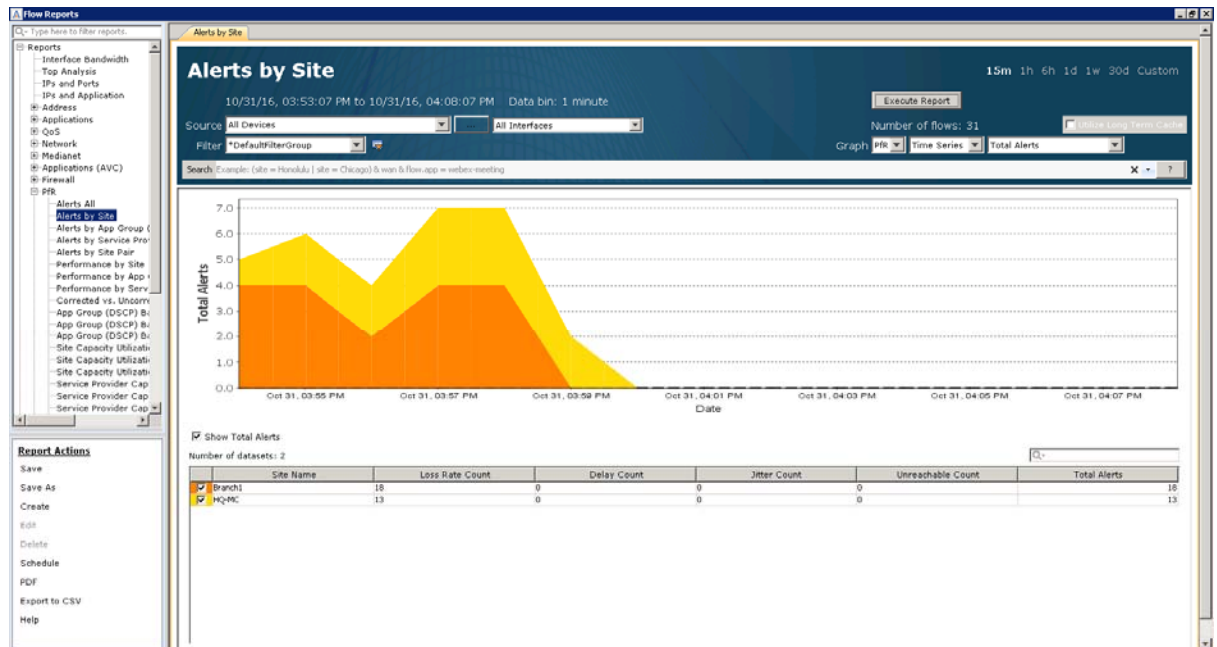 Flow Reports
Type here to filter reports.
Reports
Interface Bandwidth
Top Analysis
IPs and Ports
IPs and Application
Address
Applications
QoS
Network
Medianet
Applications (AVC)
Firewall
PfR
Alerts All
Alerts by Site
Alerts by App Group (
Alerts by Service Prov
Alerts by Site Pair
Performance by Site
Performance by App
Performance by Serv
Corrected vs. Uncorre
App Group (DSCP) Ba
App Group (DSCP) Ba
App Group (DSCP) Ba
Site Capacity Utilizati
Site Capacity Utilizati
Site Capacity Utilizati
Service Provider Cap
Service Provider Cap
Service Provider Cap
Report Actions
Save
Save As
Create
Edit
Delete
Schedule
PDF
Export to CSV
Help
Alerts by Site
Alerts by Site
15m 1h 6h 1d 1w 30d Custom
10/31/16, 03:53:07 PM to 10/31/16, 04:08:07 PM Data bin: 1 minute
Execute Report
Source All Devices ... All Interfaces
Number of flows: 31 Utilize Long Term Cache
Filter *DefaultFilterGroup
Graph PfR Time Series Total Alerts
Search Example: (site = Honolulu | site = Chicago) & wan & flow.app = webex-meeting X ?
7.0
6.0
5.0
4.0
3.0
2.0
1.0
0.0
Total Alerts
Oct 31, 03:55 PM Oct 31, 03:57 PM Oct 31, 03:59 PM Oct 31, 04:01 PM Oct 31, 04:03 PM Oct 31, 04:05 PM Oct 31, 04:07 PM
Date
Show Total Alerts
Number of datasets: 2
Site Name Loss Rate Count Delay Count Jitter Count Unreachable Count Total Alerts
Branch1 18 0 0 0 18
HQ-MC 13 0 0 0 13